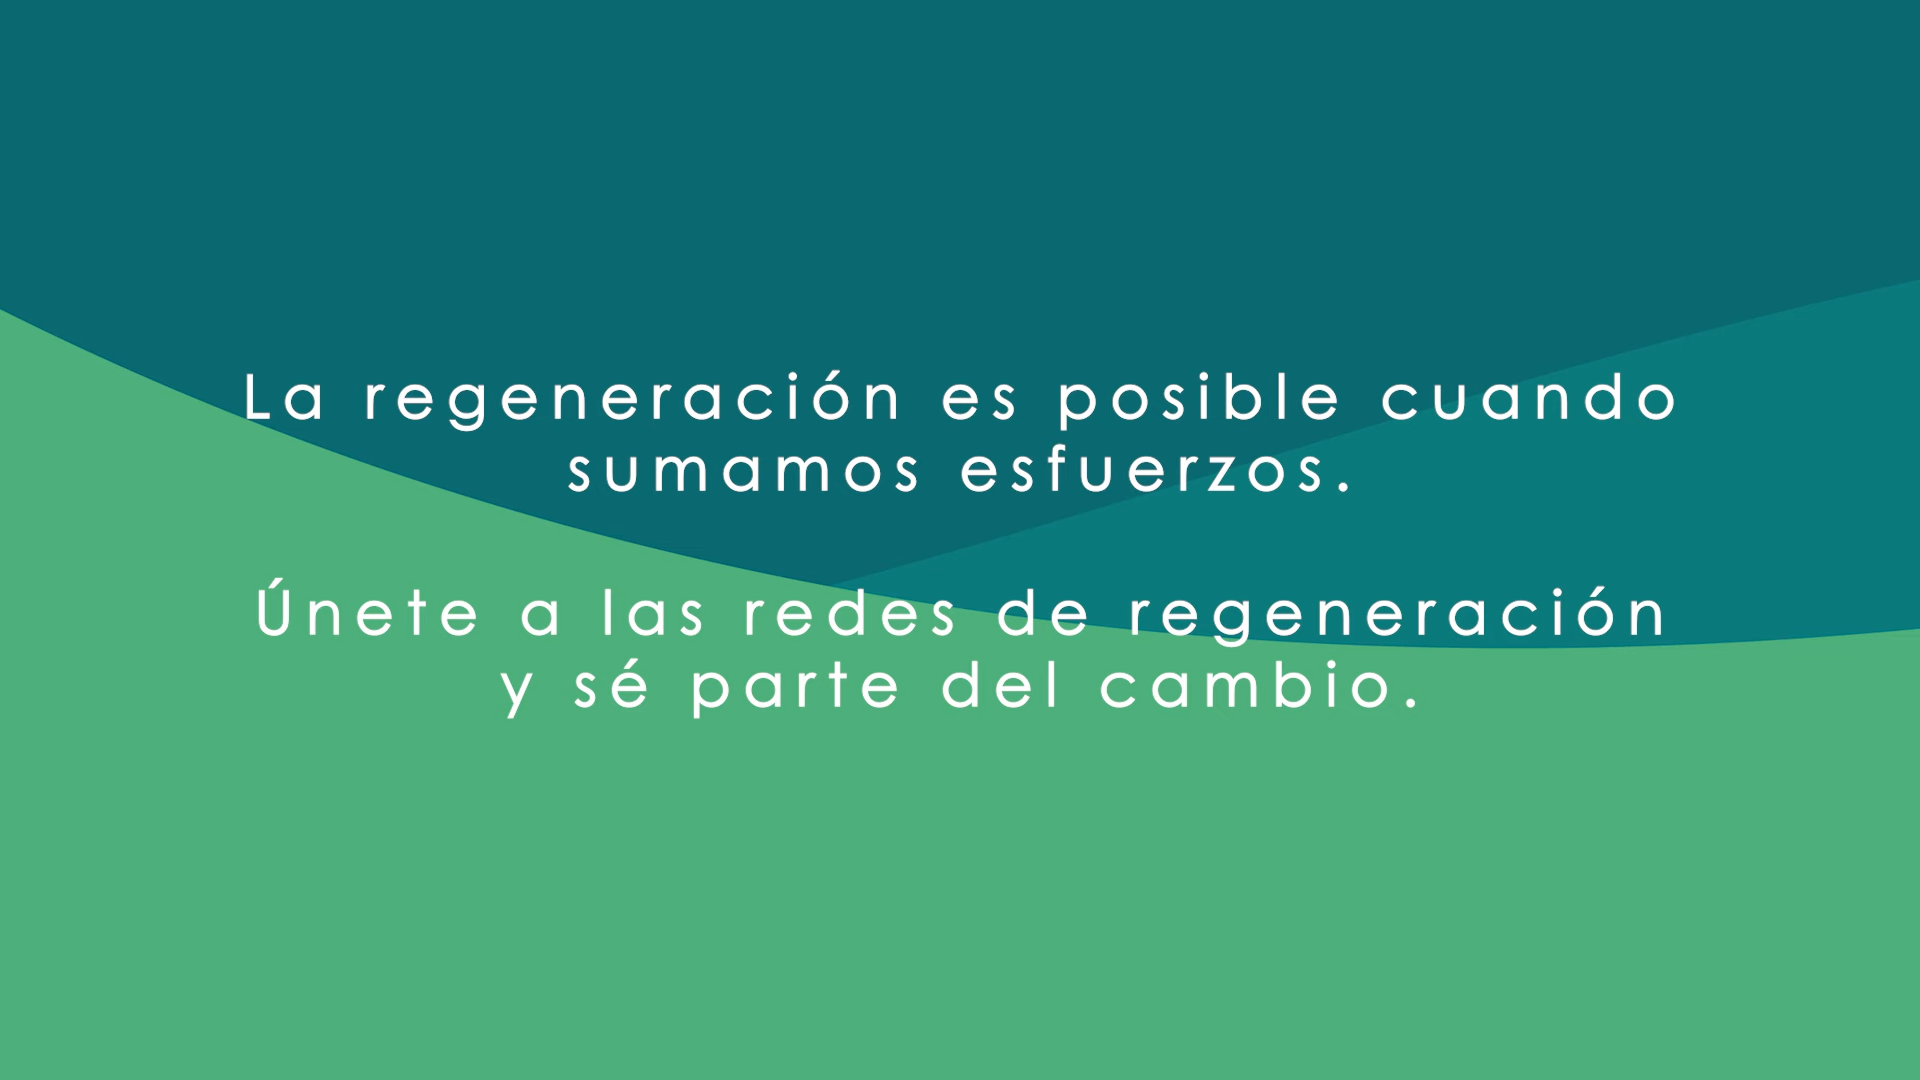 La regeneración es posible cuando
sumamos esfuerzos.
Únete a las redes de regeneración
y sé parte del cambio.